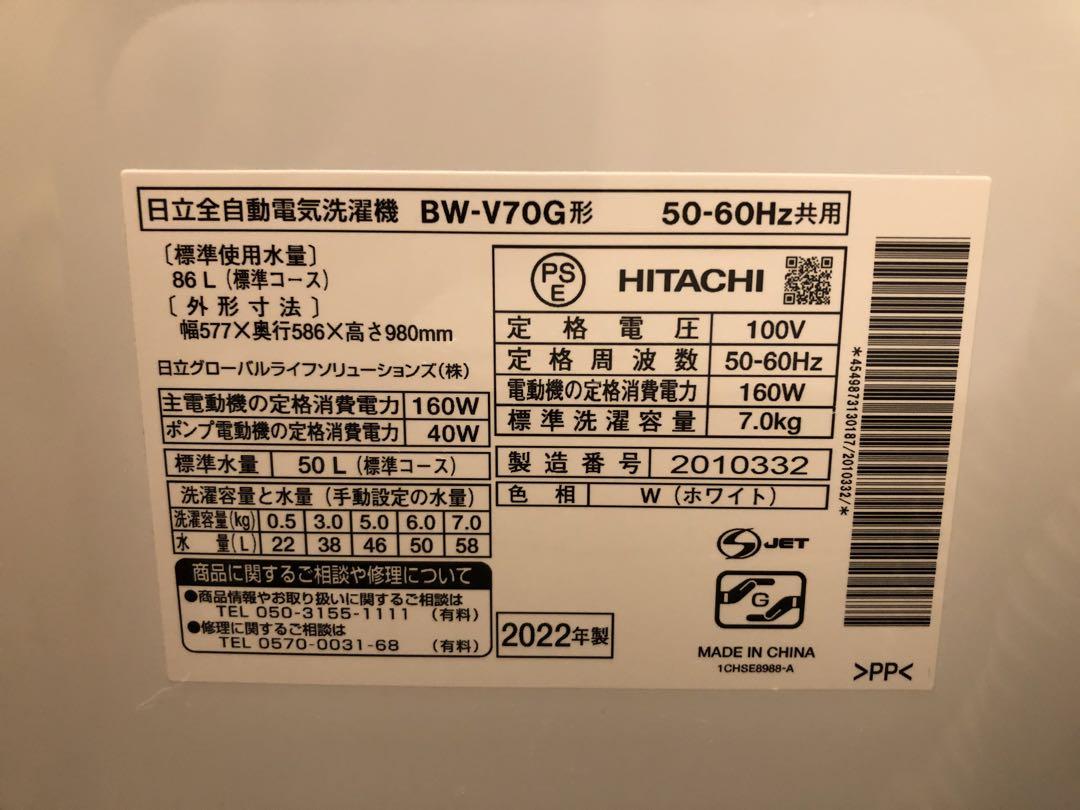 日立全自動電気洗濯機 BW-V70G形 50-60Hz共用
〔標準使用水量〕
86 L (標準コース)
〔外形寸法〕
幅577×奥行586×高さ980mm
日立グローバルライフソリューションズ(株)
主電動機の定格消費電力 160W
ポンプ電動機の定格消費電力 40W
標準水量 50 L (標準コース)
洗濯容量と水量 (手動設定の水量)
洗濯容量(kg) 0.5 3.0 5.0 6.0 7.0
水量(L) 22 38 46 50 58
商品に関するご相談や修理について
●商品情報やお取り扱いに関するご相談は
TEL 050-3155-1111 (有料)
●修理に関するご相談は
TEL 0570-0031-68 (有料)
PS
E
HITACHI
定格電圧 100V
定格周波数 50-60Hz
電動機の定格消費電力 160W
標準洗濯容量 7.0kg
製造番号 2010332
色相 W (ホワイト)
S JET
G
2022年製
MADE IN CHINA
1CHSE8988-A
>PP<
*4549873130187/2010332/*